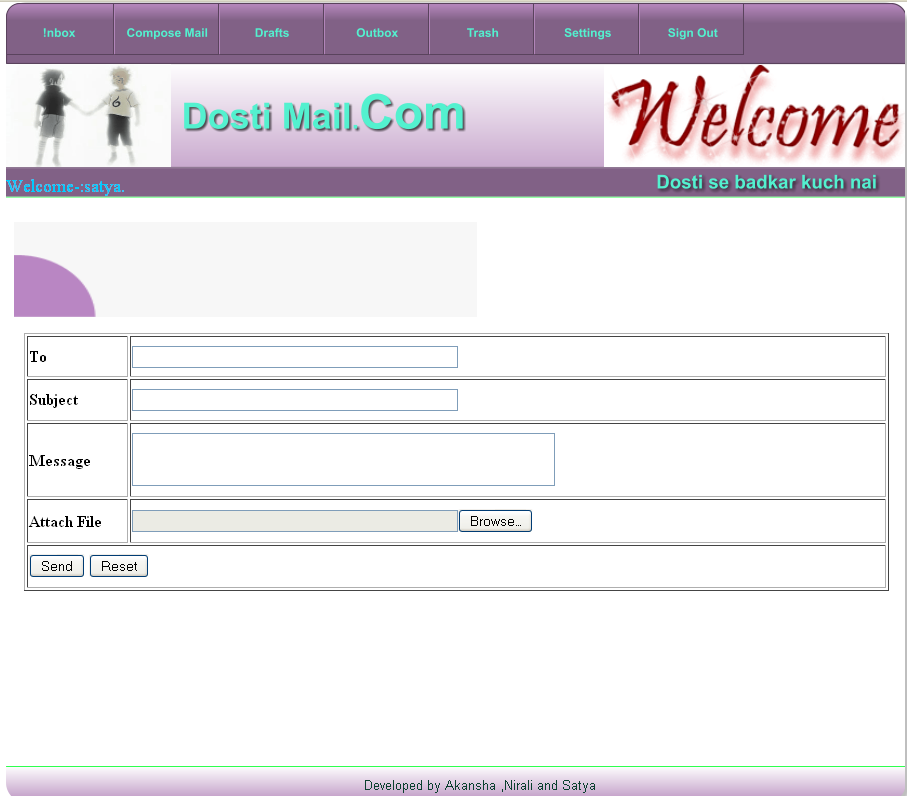 !nbox Compose Mail Drafts Outbox Trash Settings Sign Out
6
Dosti Mail.Com
Welcome
Welcome-:satya.
Dosti se badkar kuch nai
To
Subject
Message
Attach File Browse...
Send Reset
Developed by Akansha ,Nirali and Satya